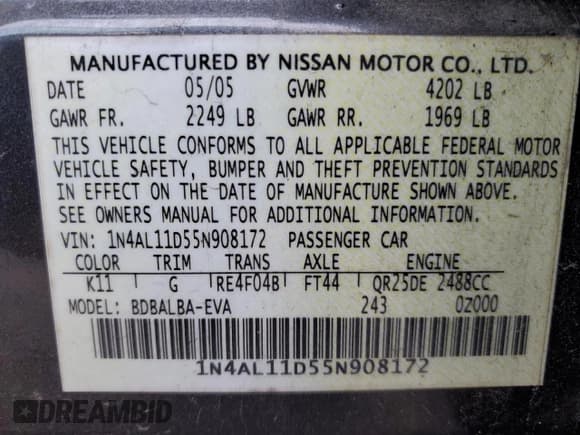 MANUFACTURED BY NISSAN MOTOR CO., LTD.
DATE 05/05 GVWR 4202 LB
GAWR FR. 2249 LB GAWR RR. 1969 LB
THIS VEHICLE CONFORMS TO ALL APPLICABLE FEDERAL MOTOR
VEHICLE SAFETY, BUMPER AND THEFT PREVENTION STANDARDS
IN EFFECT ON THE DATE OF MANUFACTURE SHOWN ABOVE.
SEE OWNERS MANUAL FOR ADDITIONAL INFORMATION.
VIN: 1N4AL11D55N908172 PASSENGER CAR
COLOR TRIM TRANS AXLE ENGINE
K11 G RE4F04B FT44 QR25DE 2488CC
MODEL: BDBALBA-EVA 243 0Z000
1N4AL11D55N908172
DREAMBID